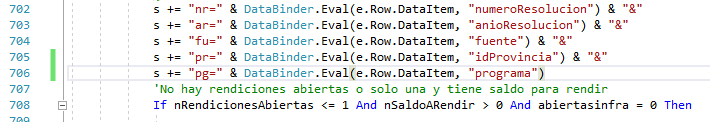 702 s += "nr=" & DataBinder.Eval(e.Row.DataItem, "numeroResolucion") & "&"
703 s += "ar=" & DataBinder.Eval(e.Row.DataItem, "anioResolucion") & "&"
704 s += "fu=" & DataBinder.Eval(e.Row.DataItem, "fuente") & "&"
705 s += "pr=" & DataBinder.Eval(e.Row.DataItem, "idProvincia") & "&"
706 s += "pg=" & DataBinder.Eval(e.Row.DataItem, "programa")
707 'No hay rendiciones abiertas o solo una y tiene saldo para rendir
708 If nRendicionesAbiertas <= 1 And nSaldoARendir > 0 And abiertasinfra = 0 Then